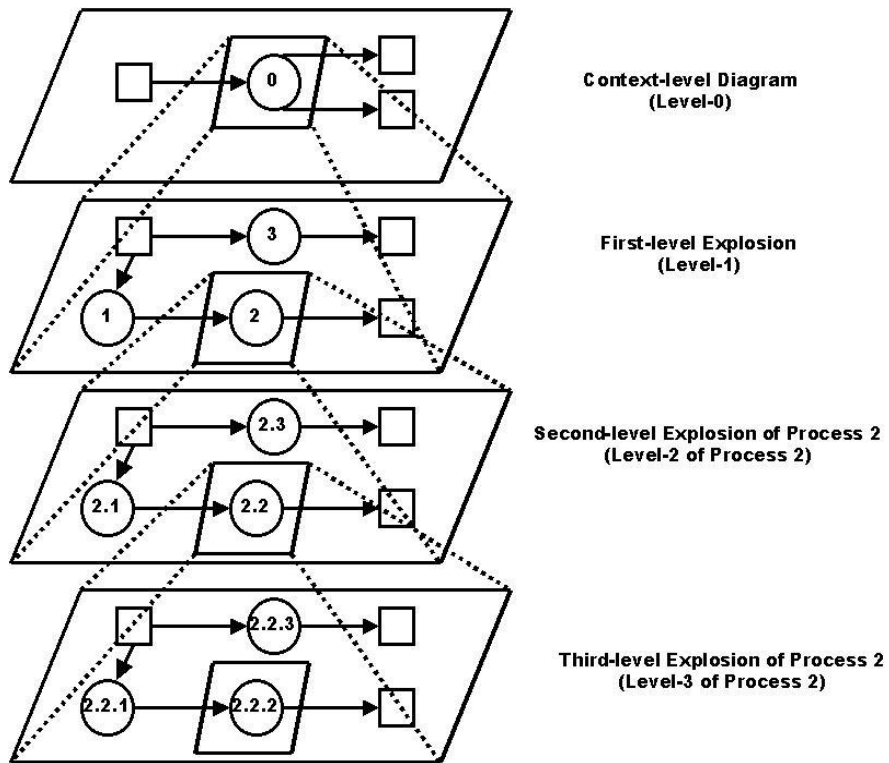 0
Context-level Diagram
(Level-0)
3
First-level Explosion
(Level-1)
1
2
2.3
Second-level Explosion of Process 2
(Level-2 of Process 2)
2.1
2.2
2.2.3
Third-level Explosion of Process 2
(Level-3 of Process 2)
2.2.1
2.2.2